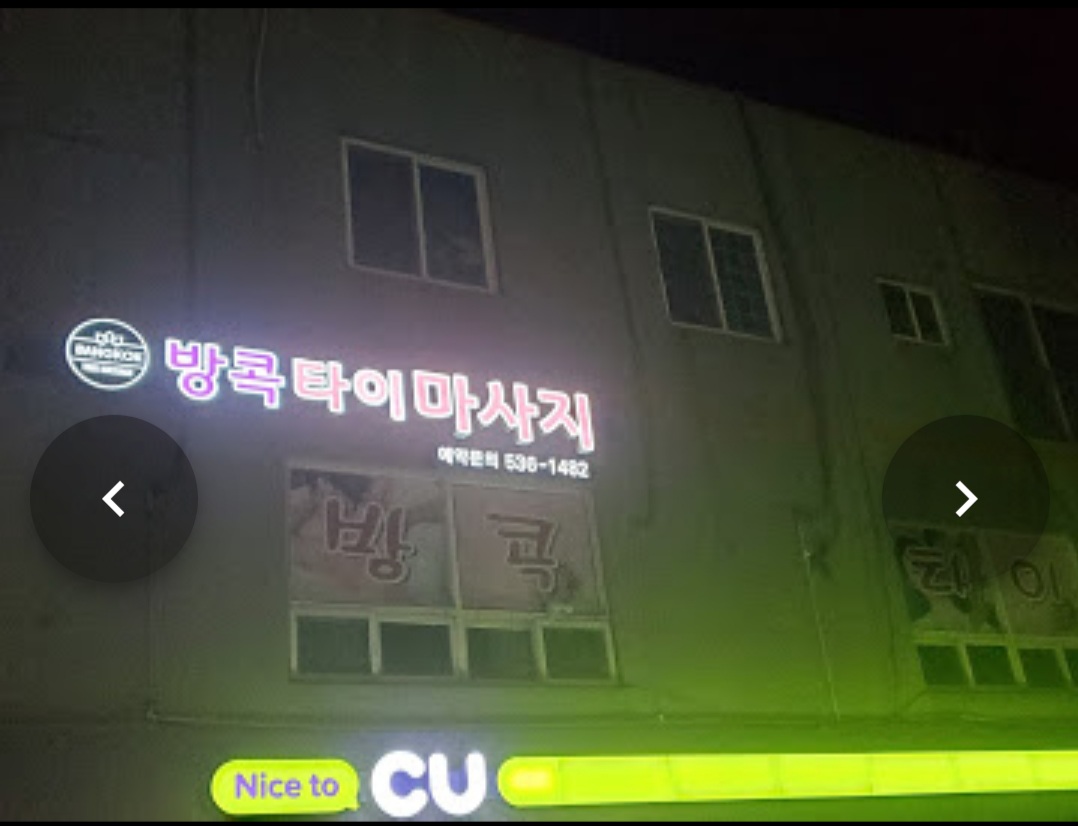 BANGKOK
방콕타이마사지
예약문의 536-1482
방 콕
타 이
Nice to CU